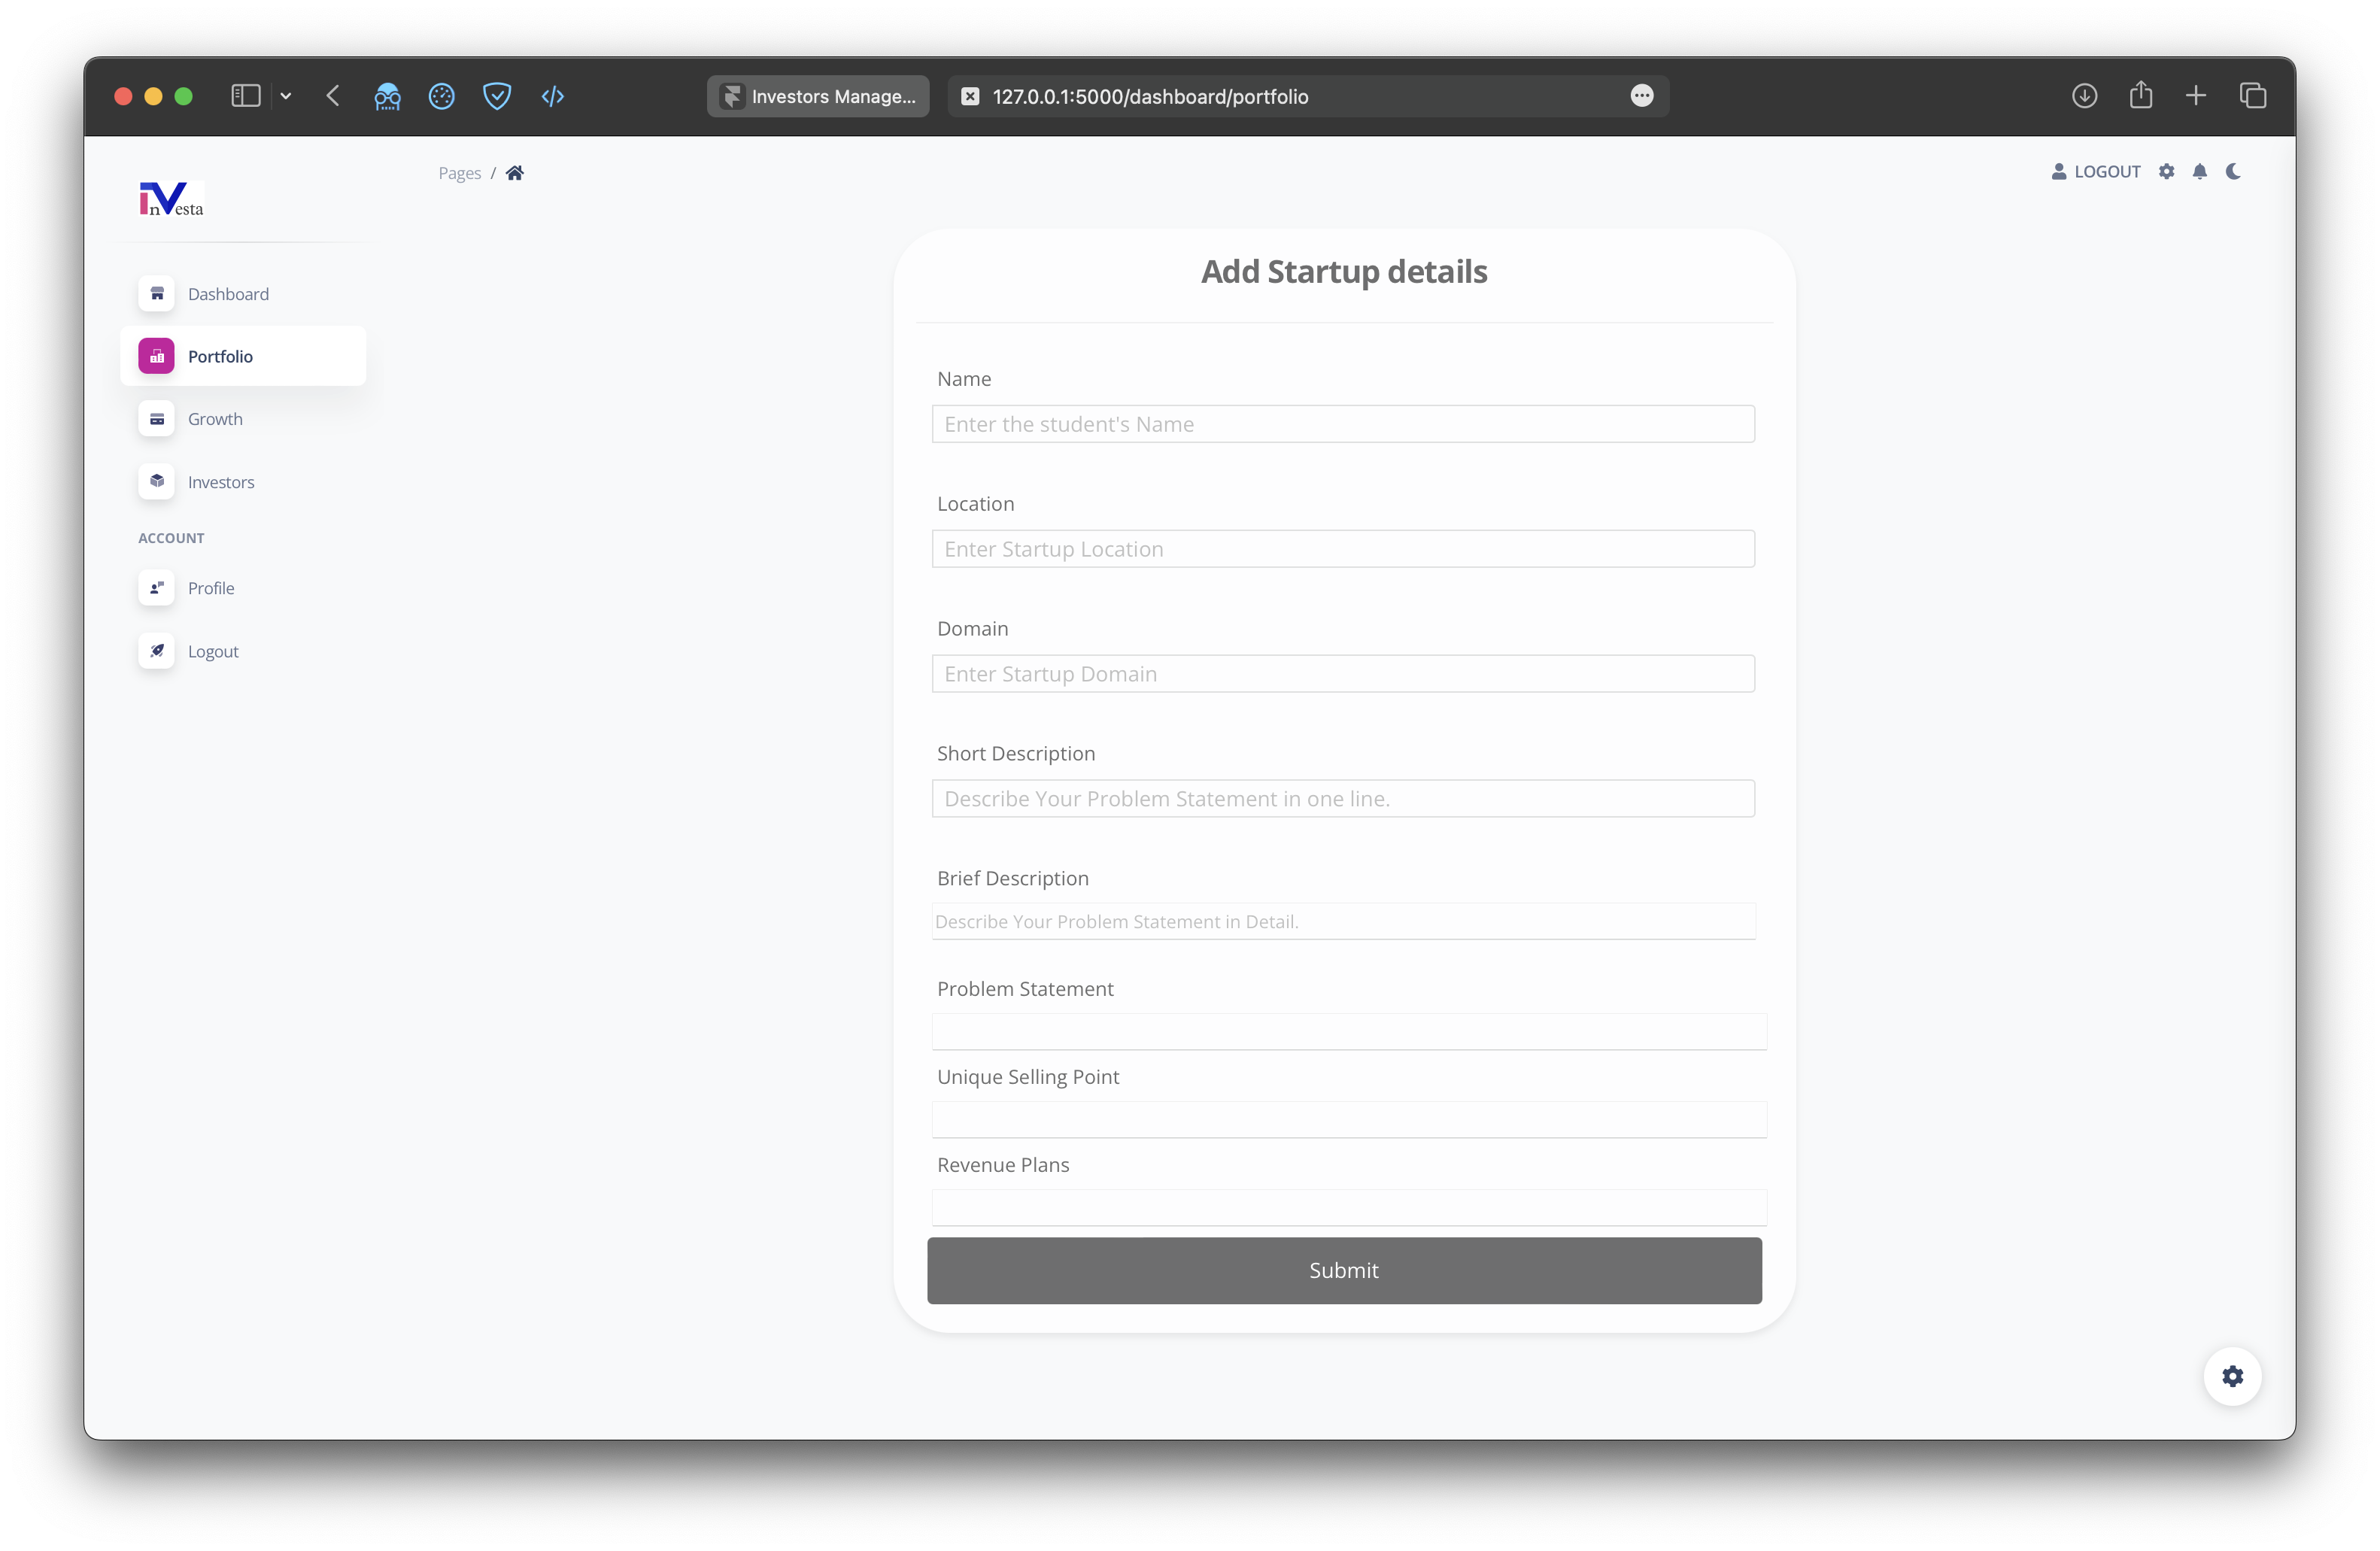 Investors Manage...
127.0.0.1:5000/dashboard/portfolio
inVesta
Pages /
LOGOUT
Dashboard
Portfolio
Growth
Investors
ACCOUNT
Profile
Logout
Add Startup details
Name
Enter the student's Name
Location
Enter Startup Location
Domain
Enter Startup Domain
Short Description
Describe Your Problem Statement in one line.
Brief Description
Describe Your Problem Statement in Detail.
Problem Statement
Unique Selling Point
Revenue Plans
Submit